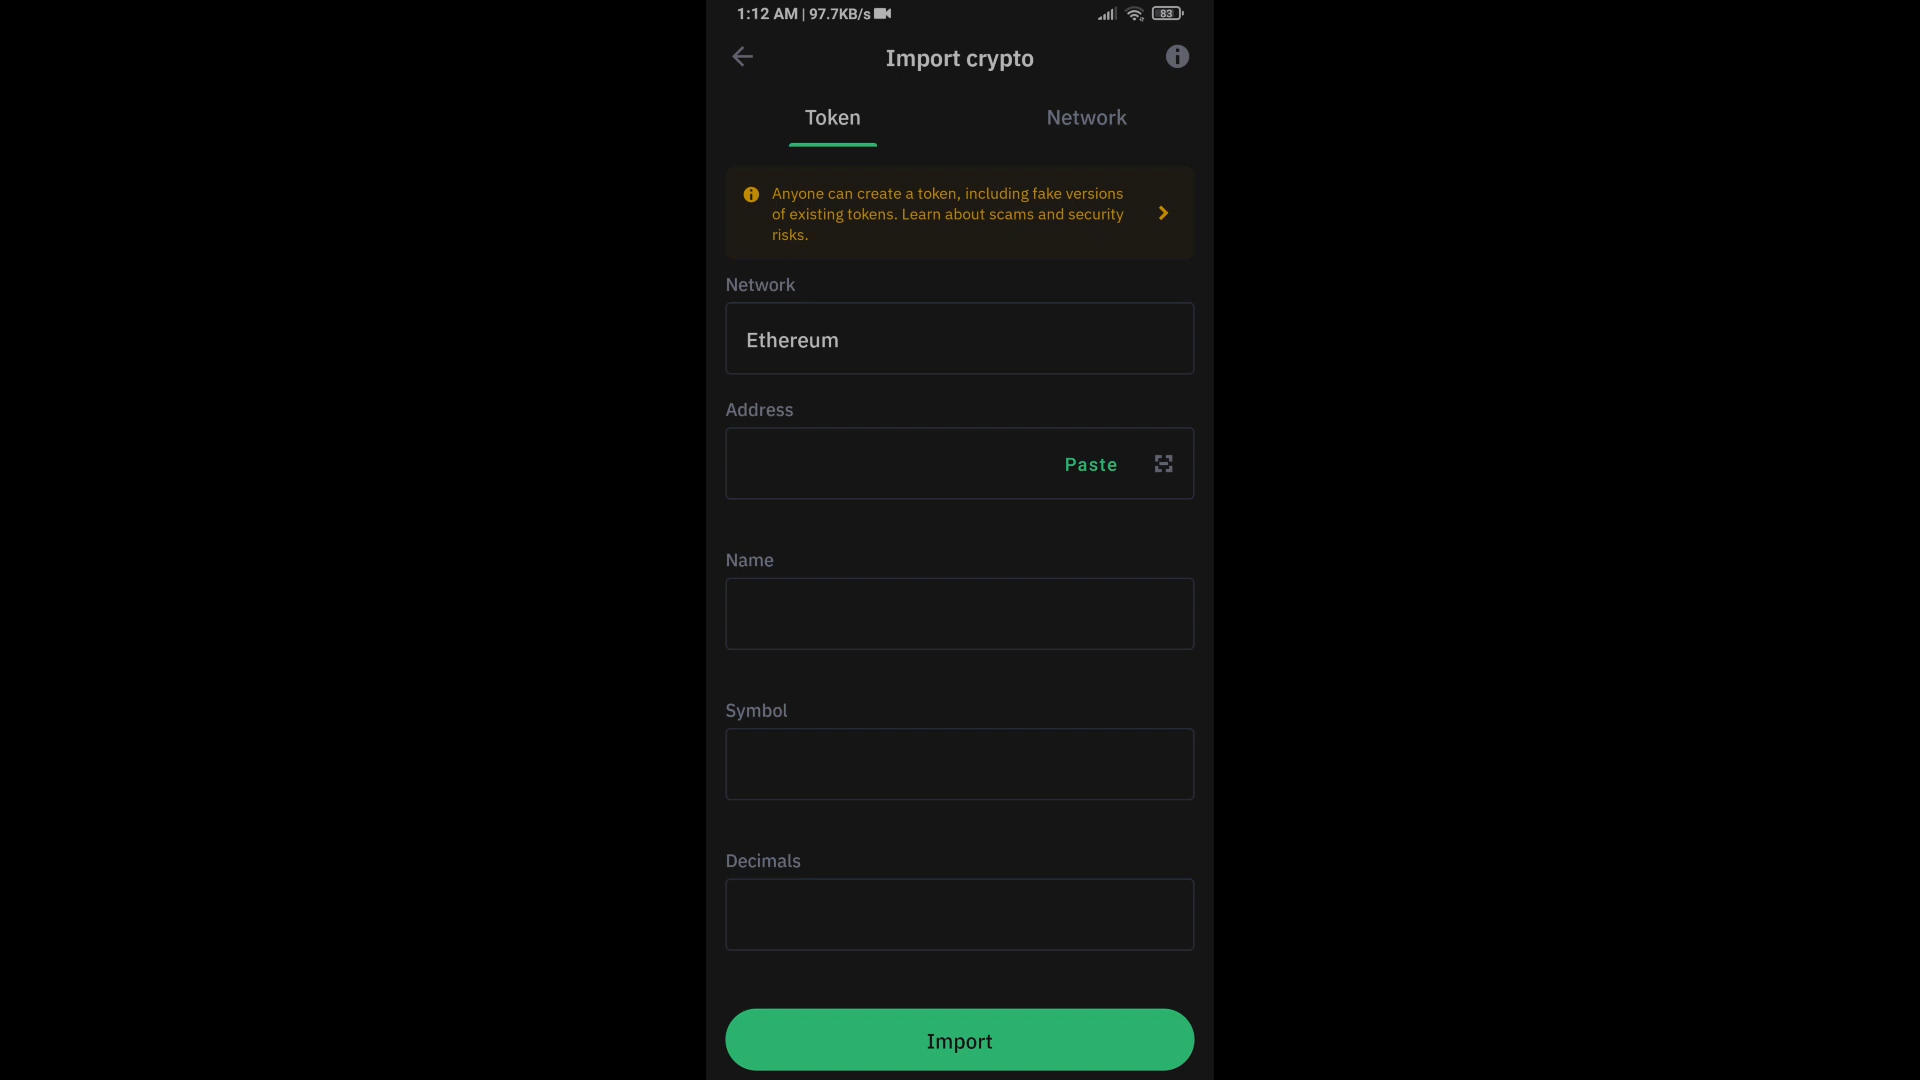 1:12 AM | 97.7KB/s 83
Import crypto
Token Network
Anyone can create a token, including fake versions
of existing tokens. Learn about scams and security
risks.
Network
Ethereum
Address
Paste
Name
Symbol
Decimals
Import